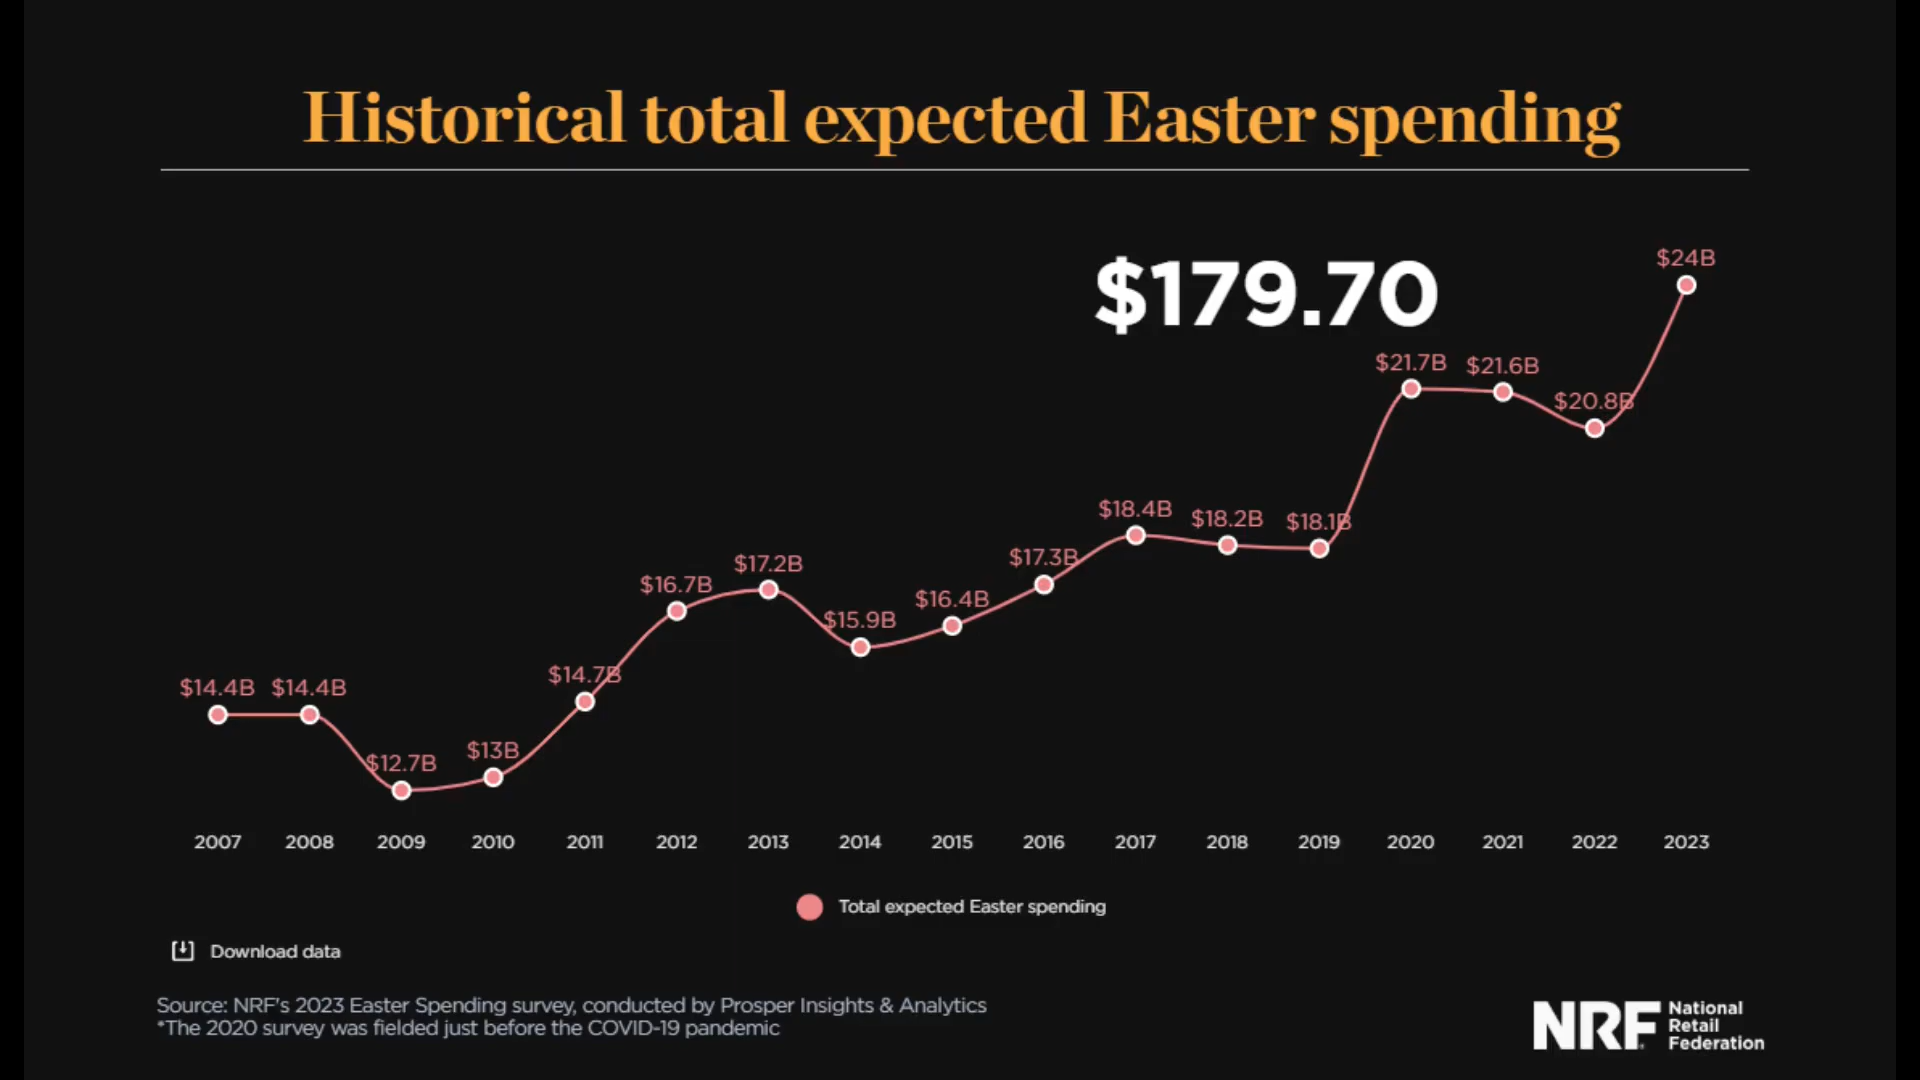 Historical total expected Easter spending
$179.70
$24B
$21.7B
$21.6B
$20.8B
$18.4B
$18.2B
$18.1B
$17.3B
$17.2B
$16.7B
$16.4B
$15.9B
$14.7B
$14.4B
$14.4B
$13B
$12.7B
2007 2008 2009 2010 2011 2012 2013 2014 2015 2016 2017 2018 2019 2020 2021 2022 2023
Total expected Easter spending
Download data
Source: NRF's 2023 Easter Spending survey, conducted by Prosper Insights & Analytics
*The 2020 survey was fielded just before the COVID-19 pandemic
NRF
National
Retail
Federation